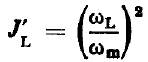 J′_L = (ω_L / ω_m)²